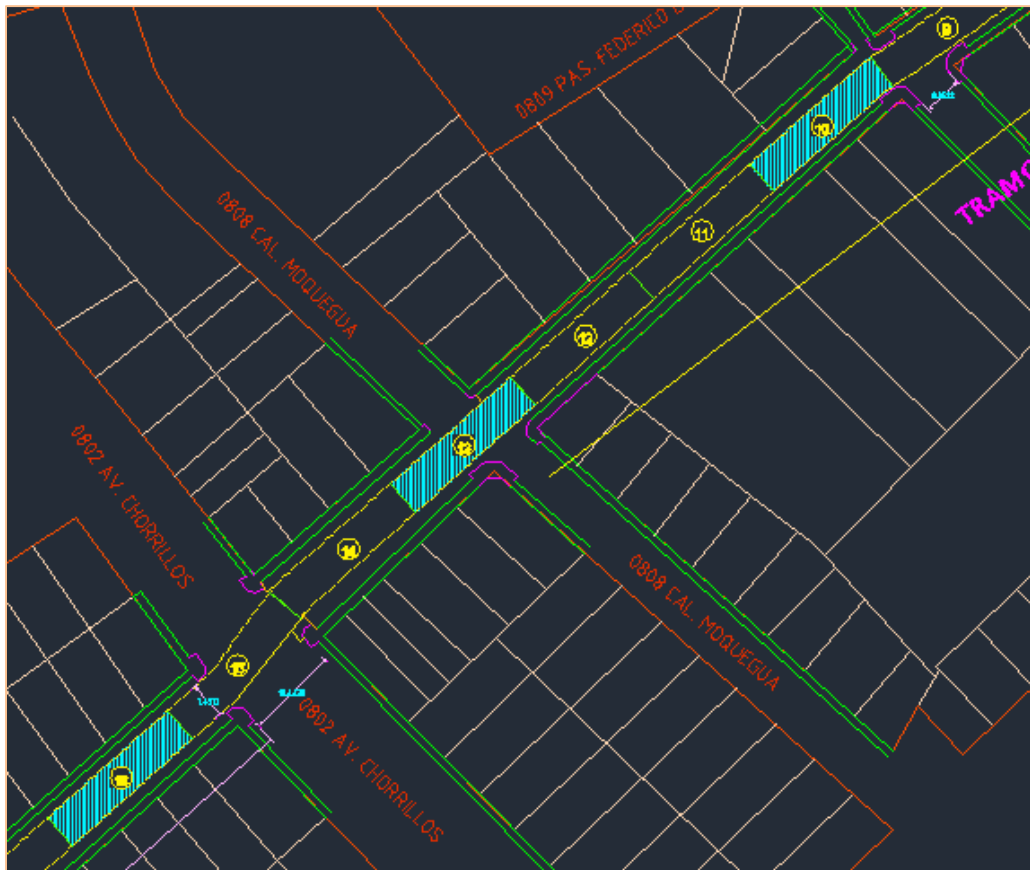 9
0809 PAS. FEDERICO
10
TRAMO
11
0808 CAL. MOQUEGUA
12
0802 AV. CHORRILLOS
14
0808 CAL. MOQUEGUA
0802 AV. CHORRILLOS